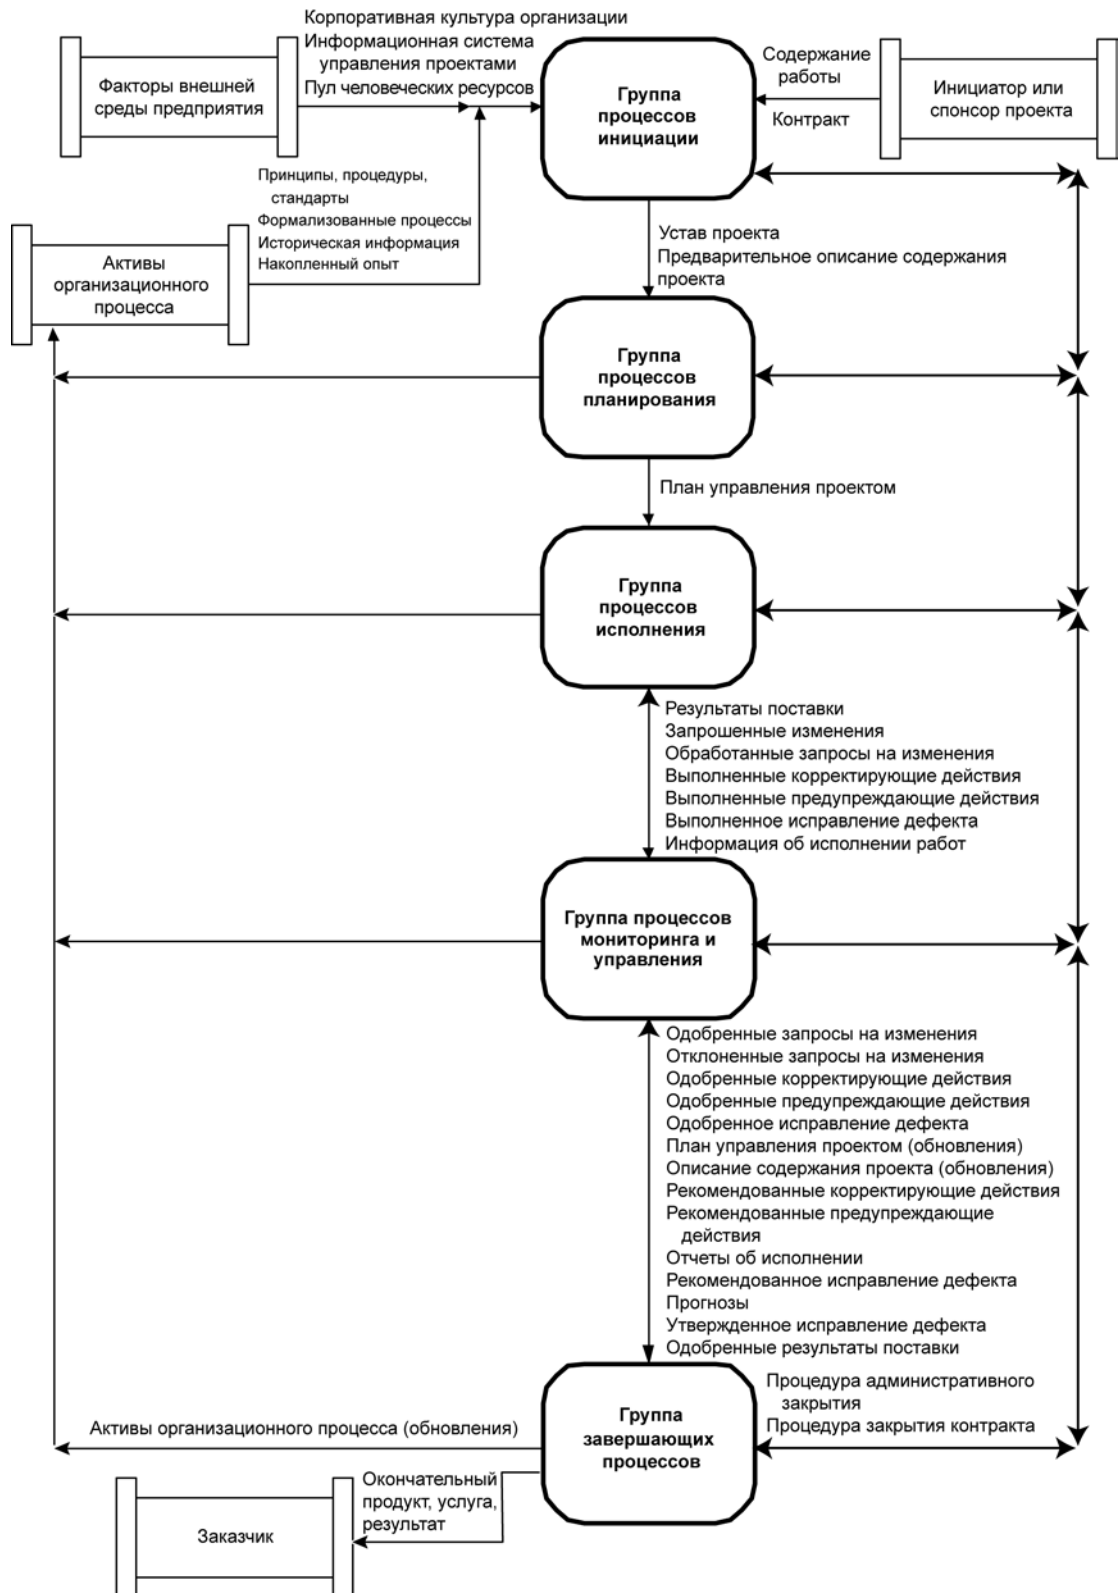 Корпоративная культура организации
Информационная система
управления проектами
Пул человеческих ресурсов
Факторы внешней
среды предприятия
Группа
процессов
инициации
Содержание
работы
Контракт
Инициатор или
спонсор проекта
Принципы, процедуры,
стандарты
Формализованные процессы
Историческая информация
Накопленный опыт
Активы
организационного
процесса
Устав проекта
Предварительное описание содержания
проекта
Группа
процессов
планирования
План управления проектом
Группа
процессов
исполнения
Результаты поставки
Запрошенные изменения
Обработанные запросы на изменения
Выполненные корректирующие действия
Выполненные предупреждающие действия
Выполненное исправление дефекта
Информация об исполнении работ
Группа процессов
мониторинга и
управления
Одобренные запросы на изменения
Отклоненные запросы на изменения
Одобренные корректирующие действия
Одобренные предупреждающие действия
Одобренное исправление дефекта
План управления проектом (обновления)
Описание содержания проекта (обновления)
Рекомендованные корректирующие действия
Рекомендованные предупреждающие
действия
Отчеты об исполнении
Рекомендованное исправление дефекта
Прогнозы
Утвержденное исправление дефекта
Одобренные результаты поставки
Группа
завершающих
процессов
Процедура административного
закрытия
Процедура закрытия контракта
Активы организационного процесса (обновления)
Окончательный
продукт, услуга,
результат
Заказчик